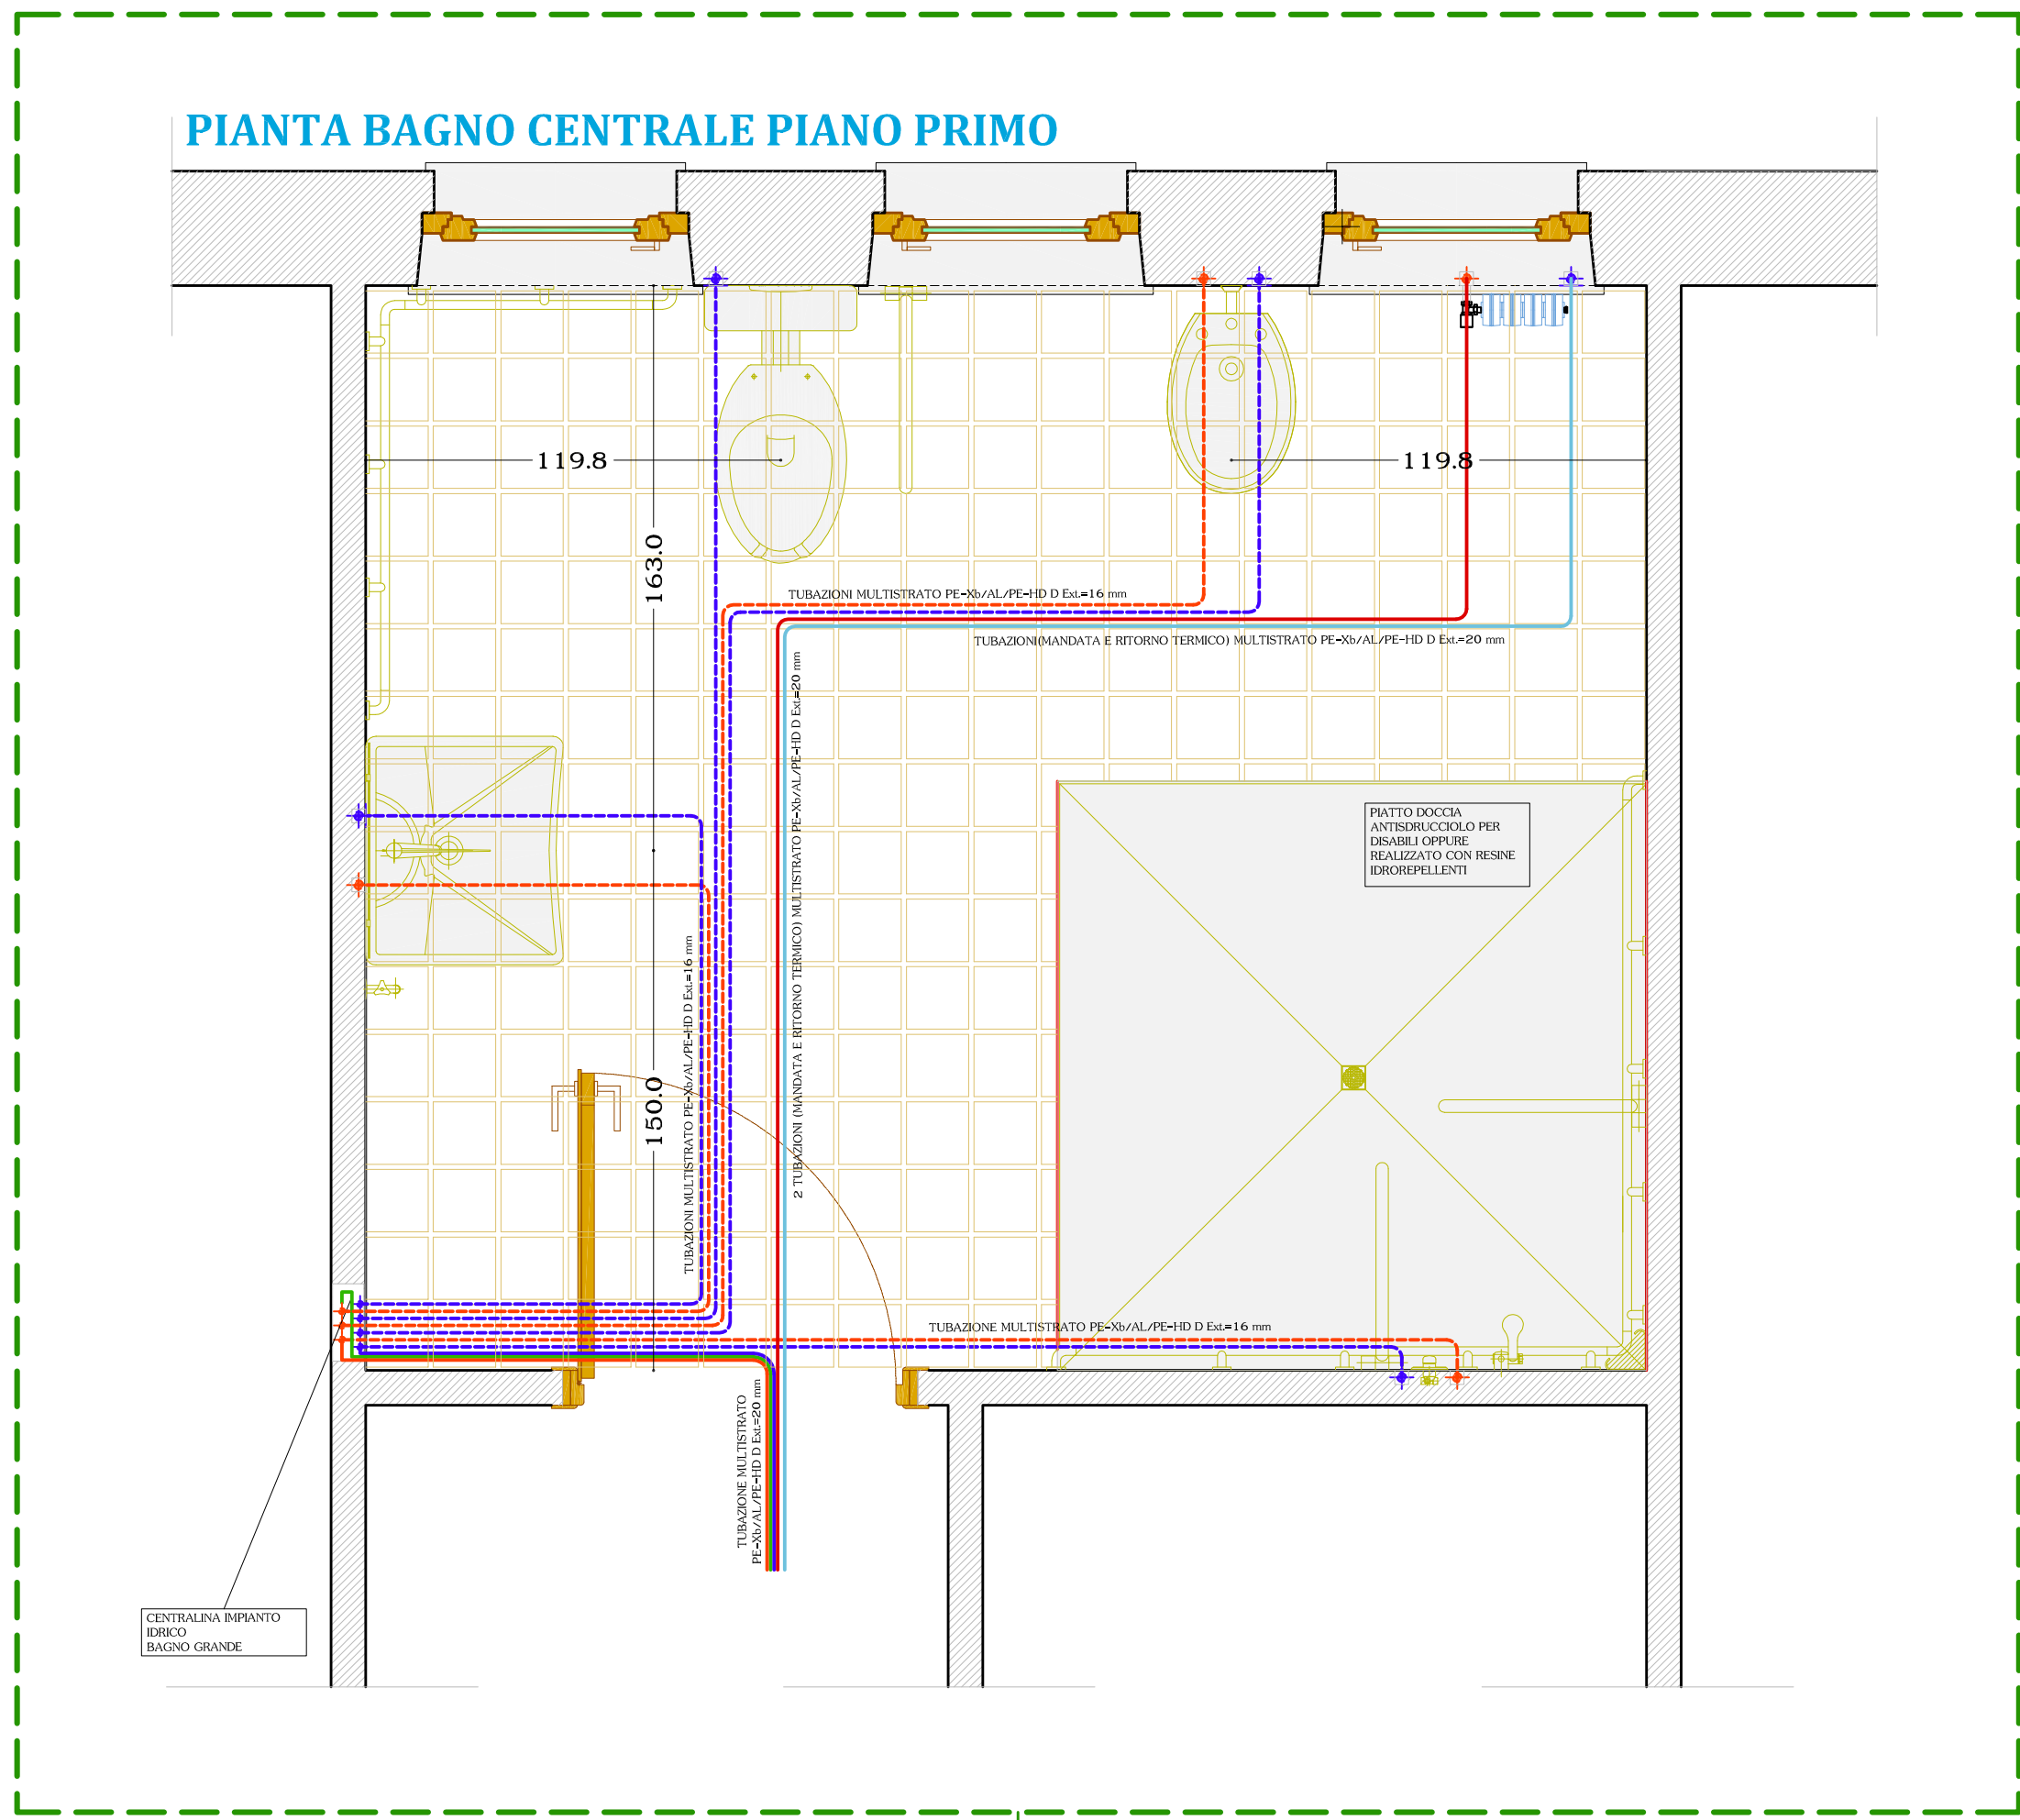 PIANTA BAGNO CENTRALE PIANO PRIMO
119.8
119.8
163.0
TUBAZIONI MULTISTRATO PE-Xb/AL/PE-HD D Ext.=16 mm
TUBAZIONI(MANDATA E RITORNO TERMICO) MULTISTRATO PE-Xb/AL/PE-HD D Ext.=20 mm
2 TUBAZIONI (MANDATA E RITORNO TERMICO) MULTISTRATO PE-Xb/AL/PE-HD D Ext.=20 mm
PIATTO DOCCIA
ANTISDRUCCIOLO PER
DISABILI OPPURE
REALIZZATO CON RESINE
IDROREPELLENTI
TUBAZIONI MULTISTRATO PE-Xb/AL/PE-HD D Ext.=16 mm
150.0
TUBAZIONE MULTISTRATO PE-Xb/AL/PE-HD D Ext.=16 mm
TUBAZIONE MULTISTRATO
PE-Xb/AL/PE-HD D Ext.=20 mm
CENTRALINA IMPIANTO
IDRICO
BAGNO GRANDE